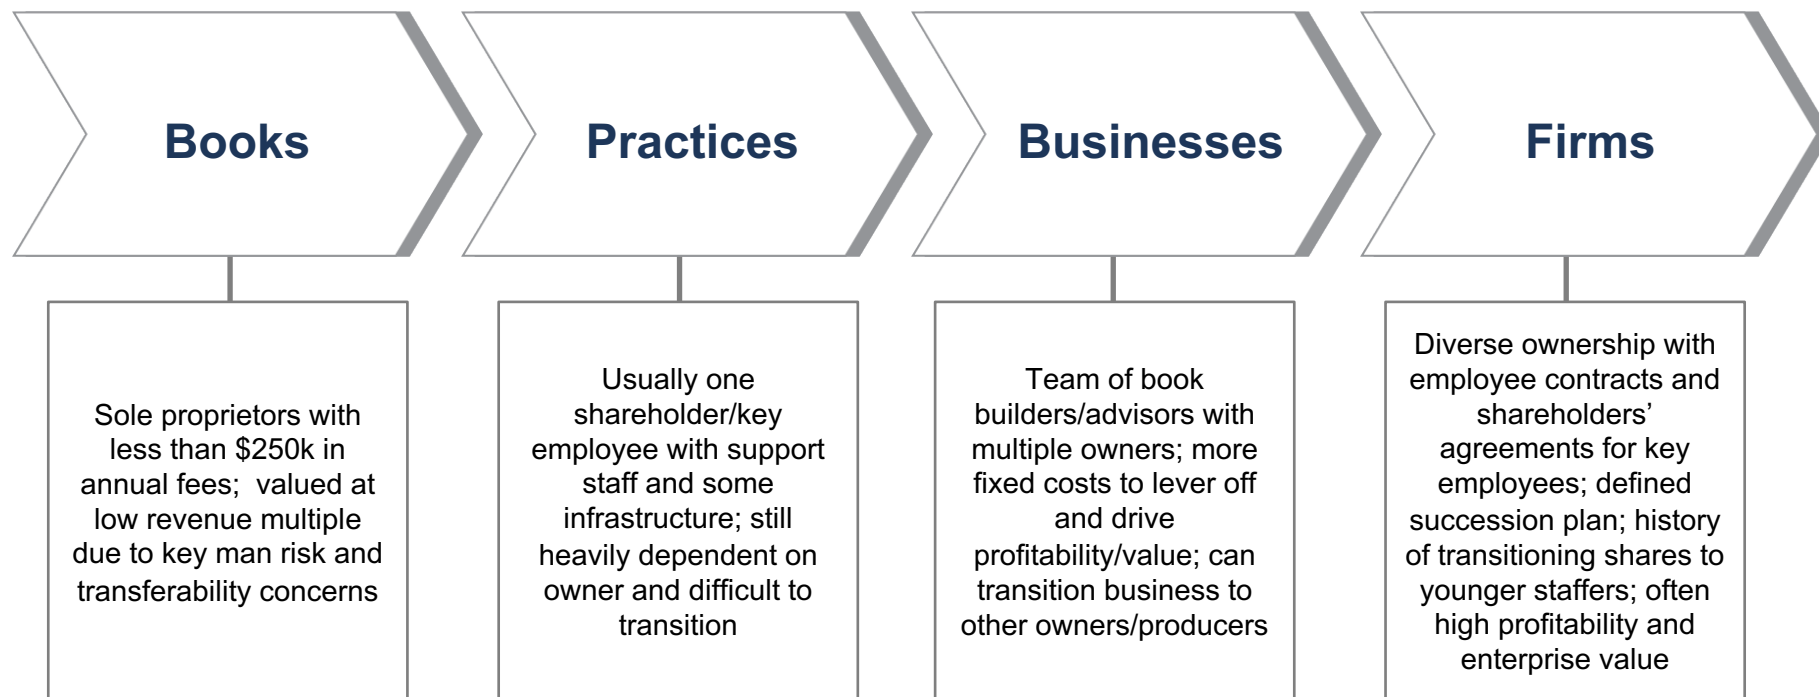 Books
Sole proprietors with
less than $250k in
annual fees;  valued at
low revenue multiple
due to key man risk and
transferability concerns
Practices
Usually one
shareholder/key
employee with support
staff and some
infrastructure; still
heavily dependent on
owner and difficult to
transition
Businesses
Team of book
builders/advisors with
multiple owners; more
fixed costs to lever off
and drive
profitability/value; can
transition business to
other owners/producers
Firms
Diverse ownership with
employee contracts and
shareholders’
agreements for key
employees; defined
succession plan; history
of transitioning shares to
younger staffers; often
high profitability and
enterprise value